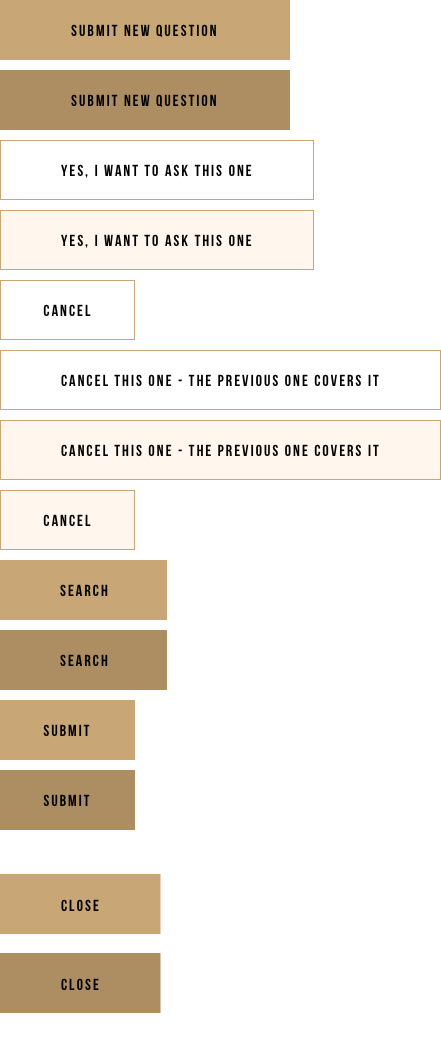 SUBMIT NEW QUESTION
SUBMIT NEW QUESTION
YES, I WANT TO ASK THIS ONE
YES, I WANT TO ASK THIS ONE
CANCEL
CANCEL THIS ONE - THE PREVIOUS ONE COVERS IT
CANCEL THIS ONE - THE PREVIOUS ONE COVERS IT
CANCEL
SEARCH
SEARCH
SUBMIT
SUBMIT
CLOSE
CLOSE